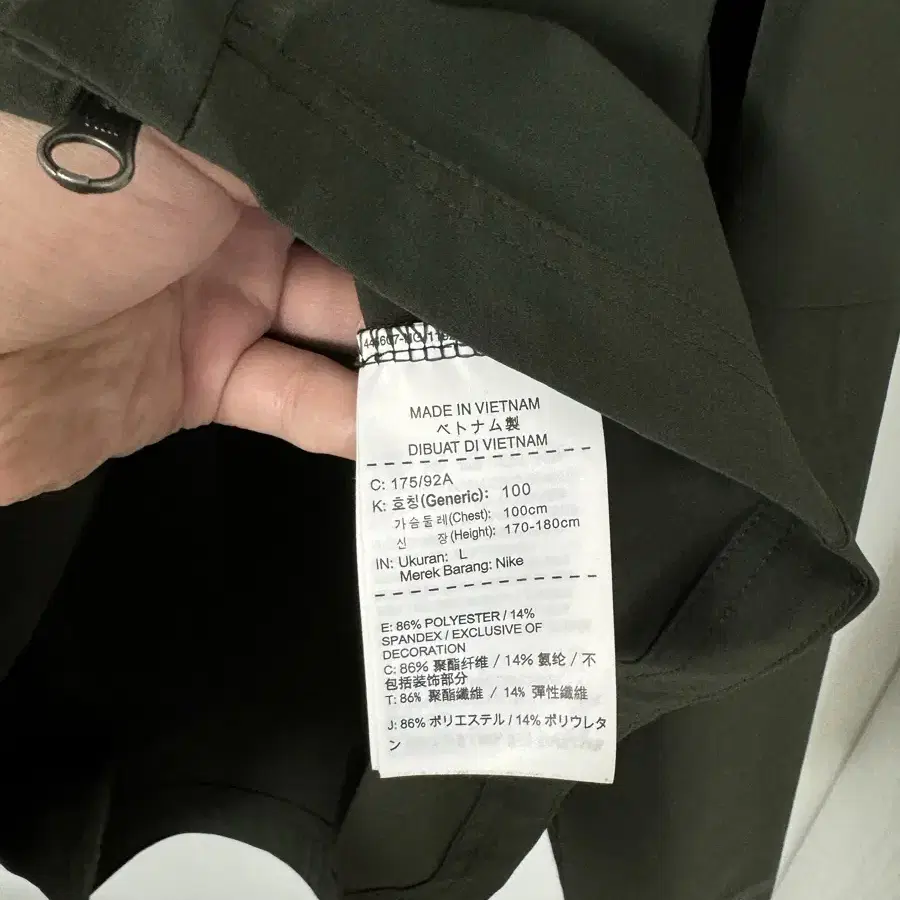 MADE IN VIETNAM
ベトナム製
DIBUAT DI VIETNAM
C: 175/92A
K: 호칭(Generic): 100
가슴둘레(Chest): 100cm
신 장(Height): 170-180cm
IN: Ukuran: L
Merek Barang: Nike
E: 86% POLYESTER / 14%
SPANDEX / EXCLUSIVE OF
DECORATION
C: 86% 聚酯纤维 / 14% 氨纶 / 不
包括装饰部分
T: 86% 聚酯纖維 / 14% 彈性纖維
J: 86% ポリエステル / 14% ポリウレタ
ン